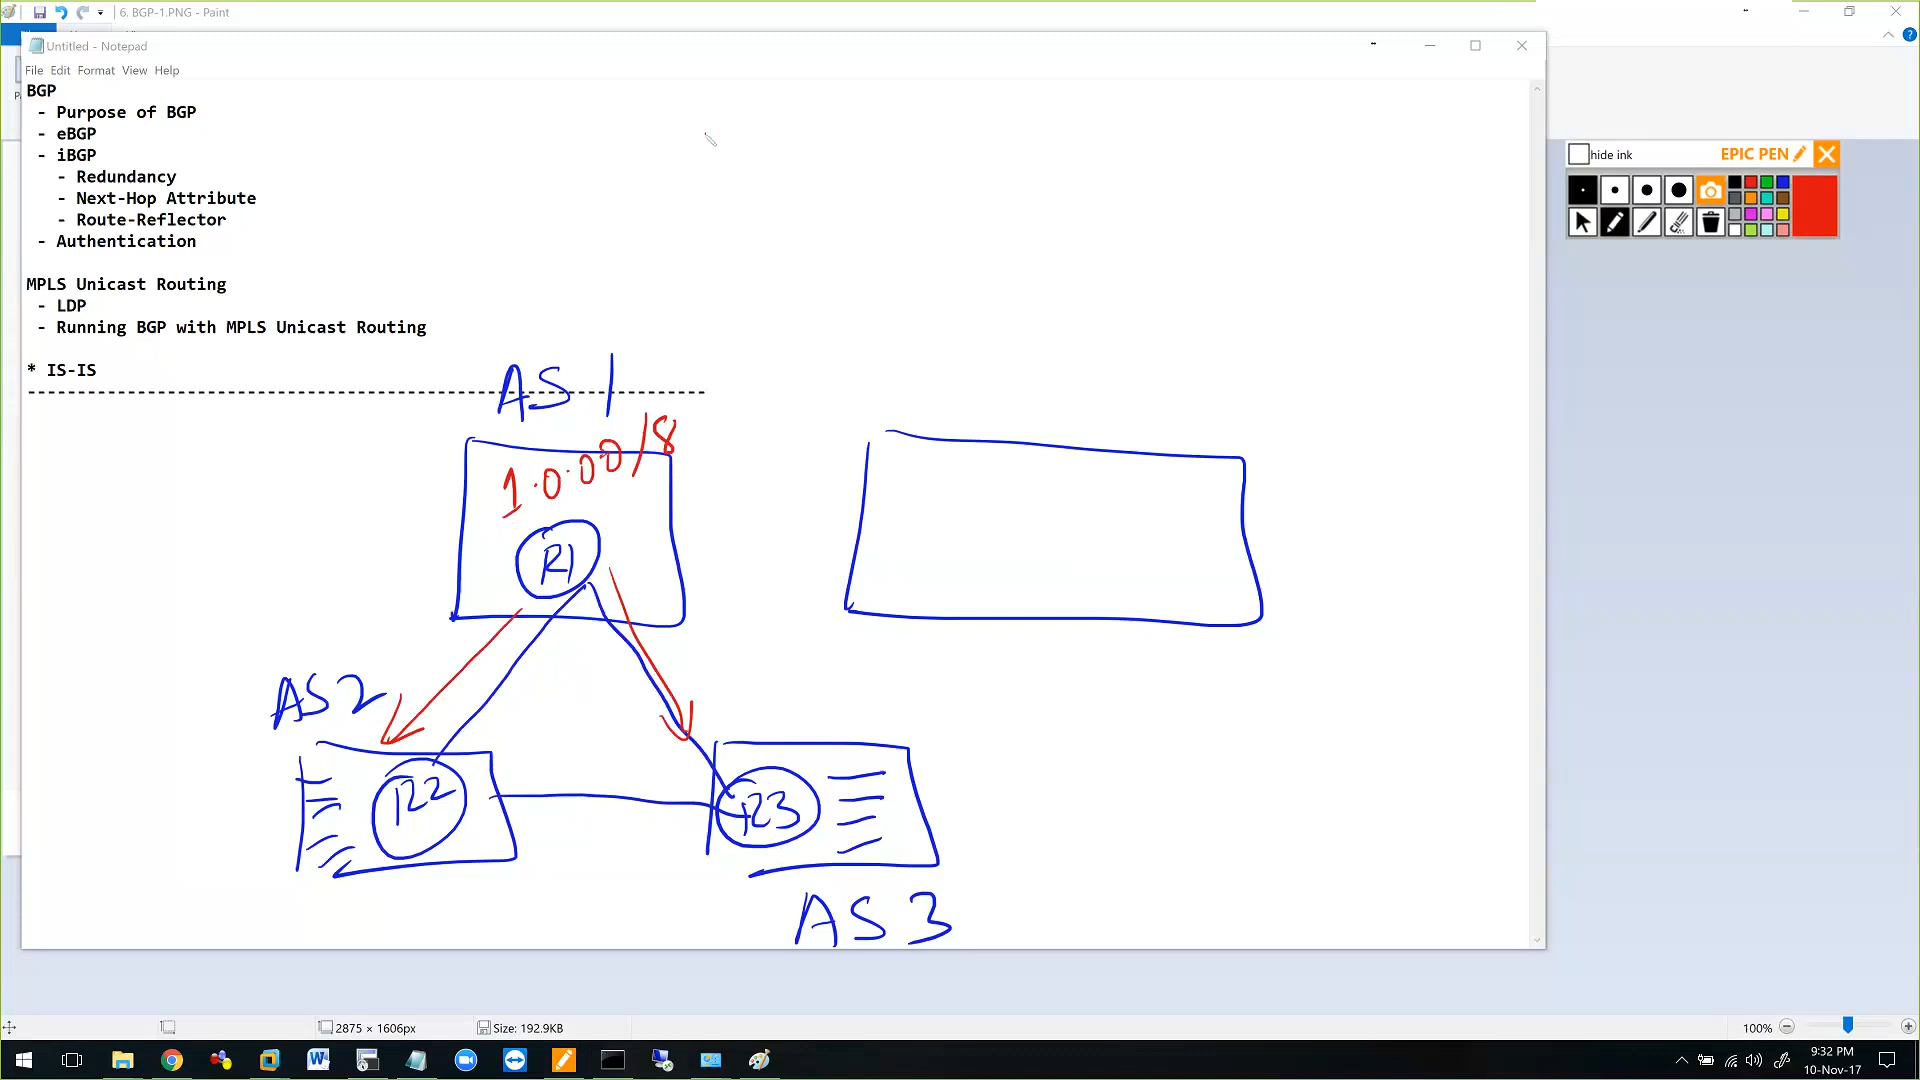 6. BGP-1.PNG - Paint
Untitled - Notepad
File Edit Format View Help
BGP
- Purpose of BGP
- eBGP
- iBGP
- Redundancy
- Next-Hop Attribute
- Route-Reflector
- Authentication
MPLS Unicast Routing
- LDP
- Running BGP with MPLS Unicast Routing
* IS-IS
--------------------------------------------------------------------
hide ink
EPIC PEN
AS 1
1.0.0.0/8
R1
AS 2
R2
R3
AS 3
2875 × 1606px
Size: 192.9KB
100%
9:32 PM
10-Nov-17